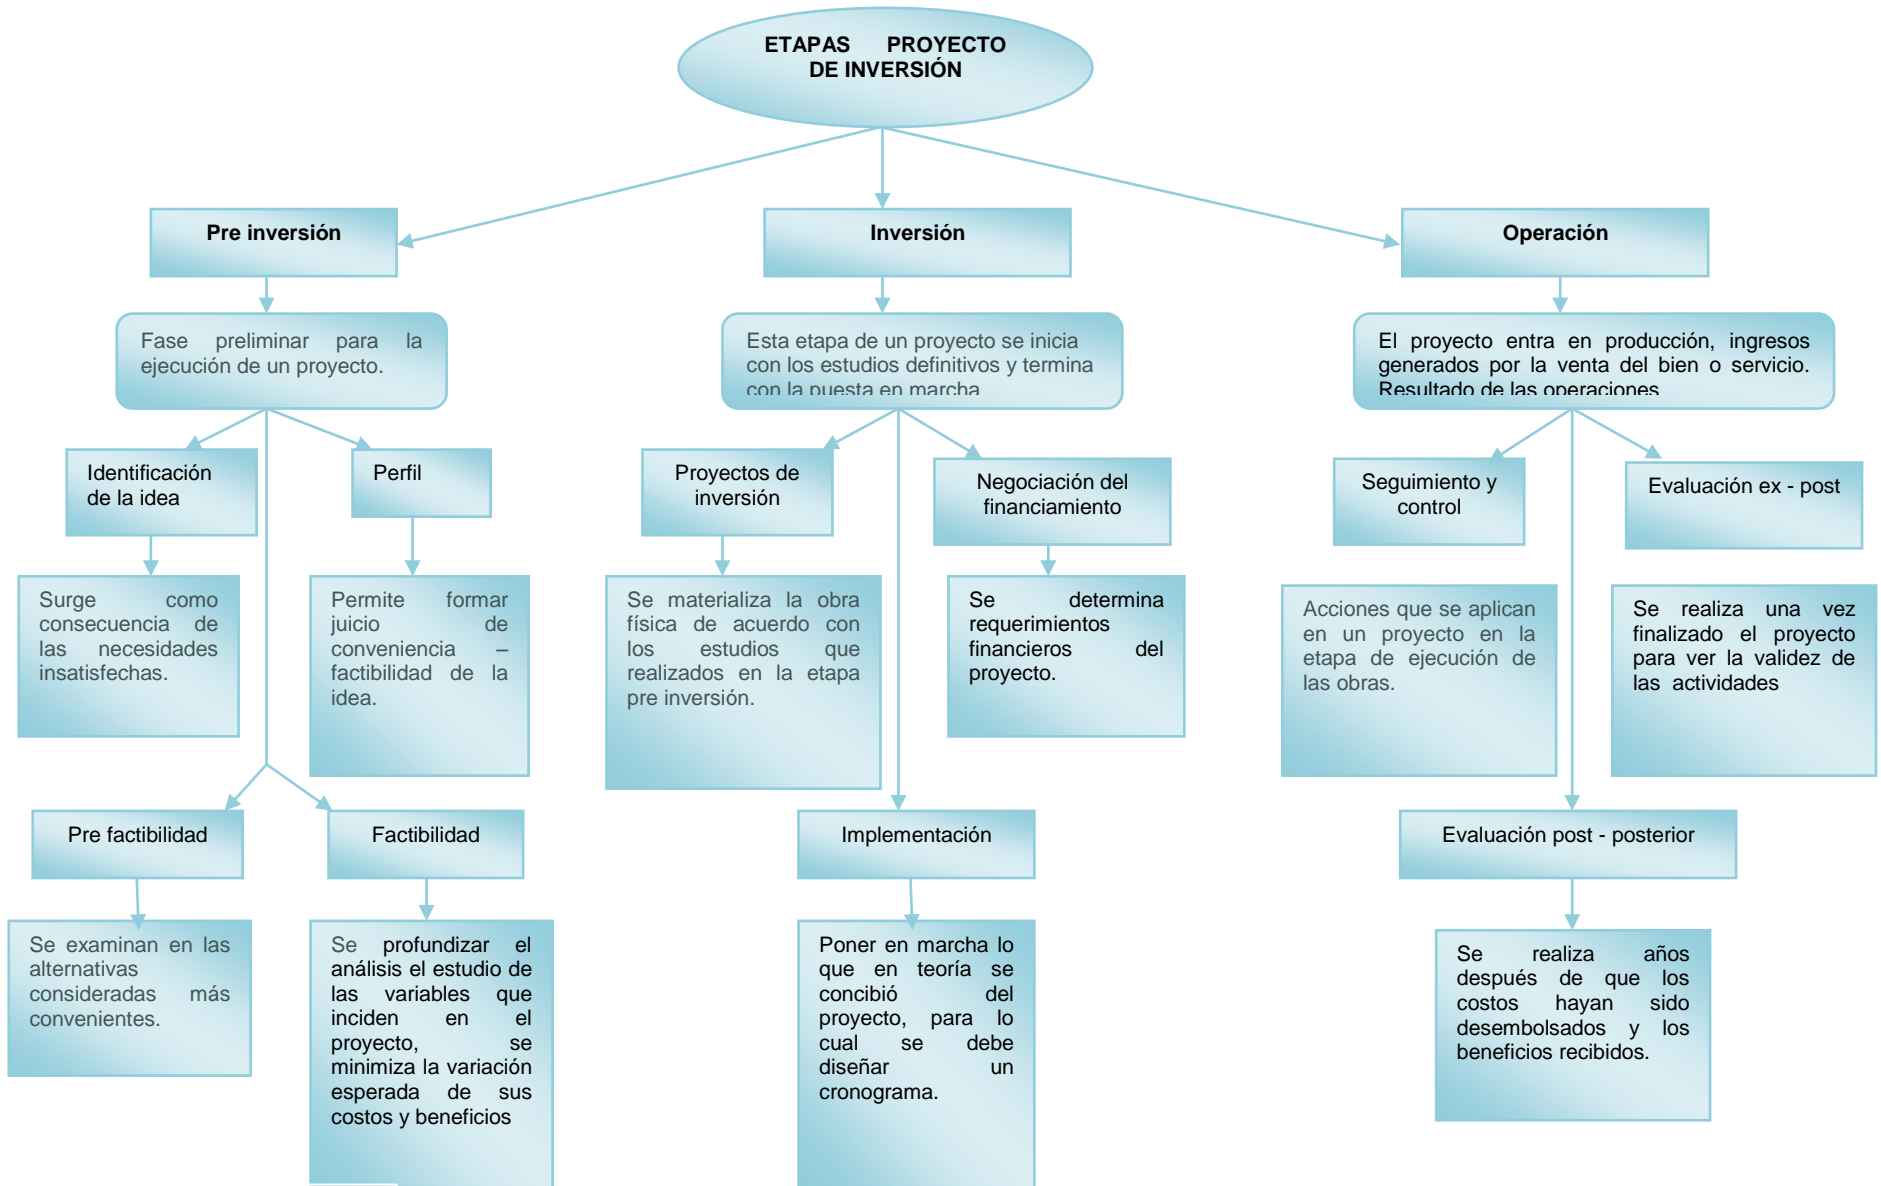 ETAPAS PROYECTO
DE INVERSIÓN
Pre inversión
Inversión
Operación
Fase preliminar para la
ejecución de un proyecto.
Esta etapa de un proyecto se inicia
con los estudios definitivos y termina
con la puesta en marcha
El proyecto entra en producción, ingresos
generados por la venta del bien o servicio.
Resultado de las operaciones
Identificación
de la idea
Perfil
Proyectos de
inversión
Negociación del
financiamiento
Seguimiento y
control
Evaluación ex - post
Surge como
consecuencia de
las necesidades
insatisfechas.
Permite formar
juicio de
conveniencia –
factibilidad de la
idea.
Se materializa la obra
física de acuerdo con
los estudios que
realizados en la etapa
pre inversión.
Se determina
requerimientos
financieros del
proyecto.
Acciones que se aplican
en un proyecto en la
etapa de ejecución de
las obras.
Se realiza una vez
finalizado el proyecto
para ver la validez de
las actividades
Pre factibilidad
Factibilidad
Implementación
Evaluación post - posterior
Se examinan en las
alternativas
consideradas más
convenientes.
Se profundizar el
análisis el estudio de
las variables que
inciden en el
proyecto, se
minimiza la variación
esperada de sus
costos y beneficios
Poner en marcha lo
que en teoría se
concibió del
proyecto, para lo
cual se debe
diseñar un
cronograma.
Se realiza años
después de que los
costos hayan sido
desembolsados y los
beneficios recibidos.